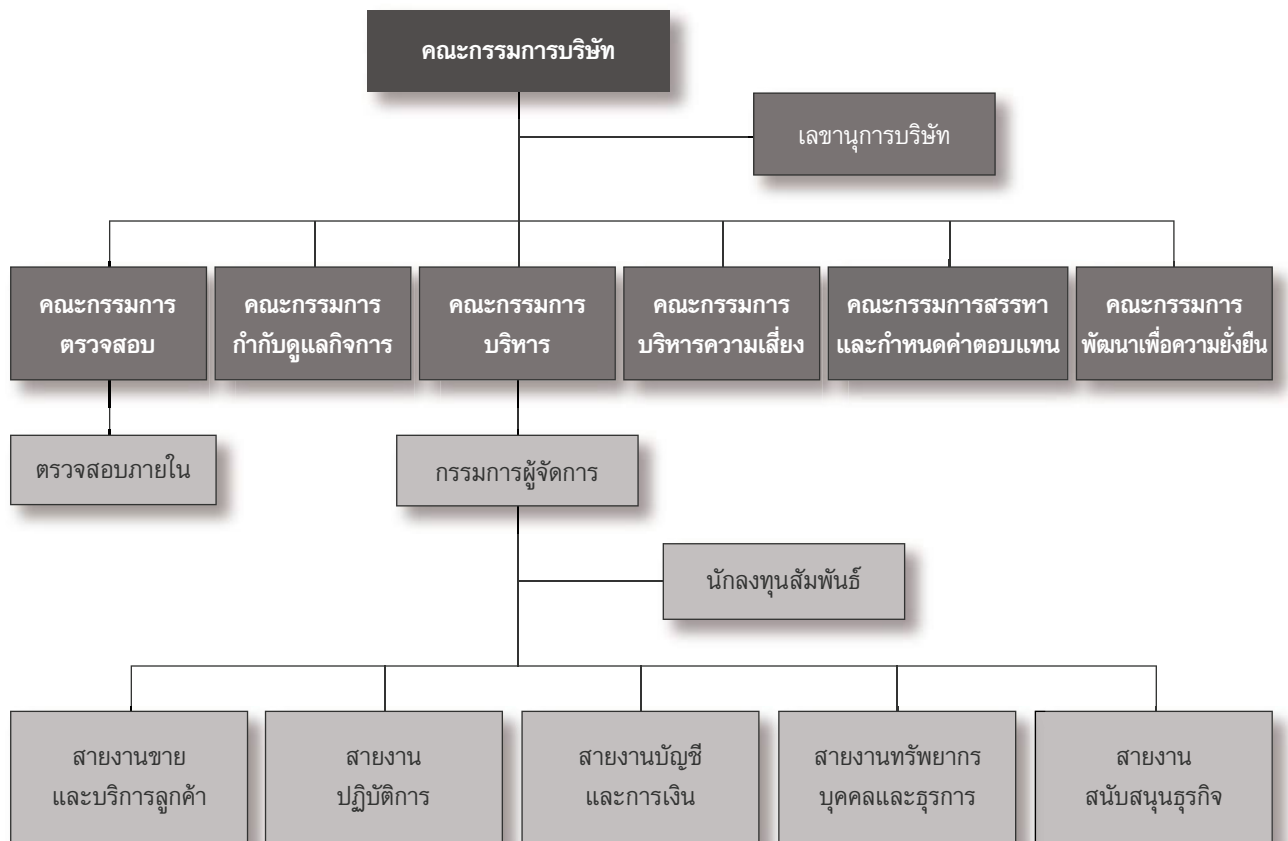 คณะกรรมการบริษัท
เลขานุการบริษัท
คณะกรรมการ
ตรวจสอบ
คณะกรรมการ
กำกับดูแลกิจการ
คณะกรรมการ
บริหาร
คณะกรรมการ
บริหารความเสี่ยง
คณะกรรมการสรรหา
และกำหนดค่าตอบแทน
คณะกรรมการ
พัฒนาเพื่อความยั่งยืน
ตรวจสอบภายใน
กรรมการผู้จัดการ
นักลงทุนสัมพันธ์
สายงานขาย
และบริการลูกค้า
สายงาน
ปฏิบัติการ
สายงานบัญชี
และการเงิน
สายงานทรัพยากร
บุคคลและธุรการ
สายงาน
สนับสนุนธุรกิจ